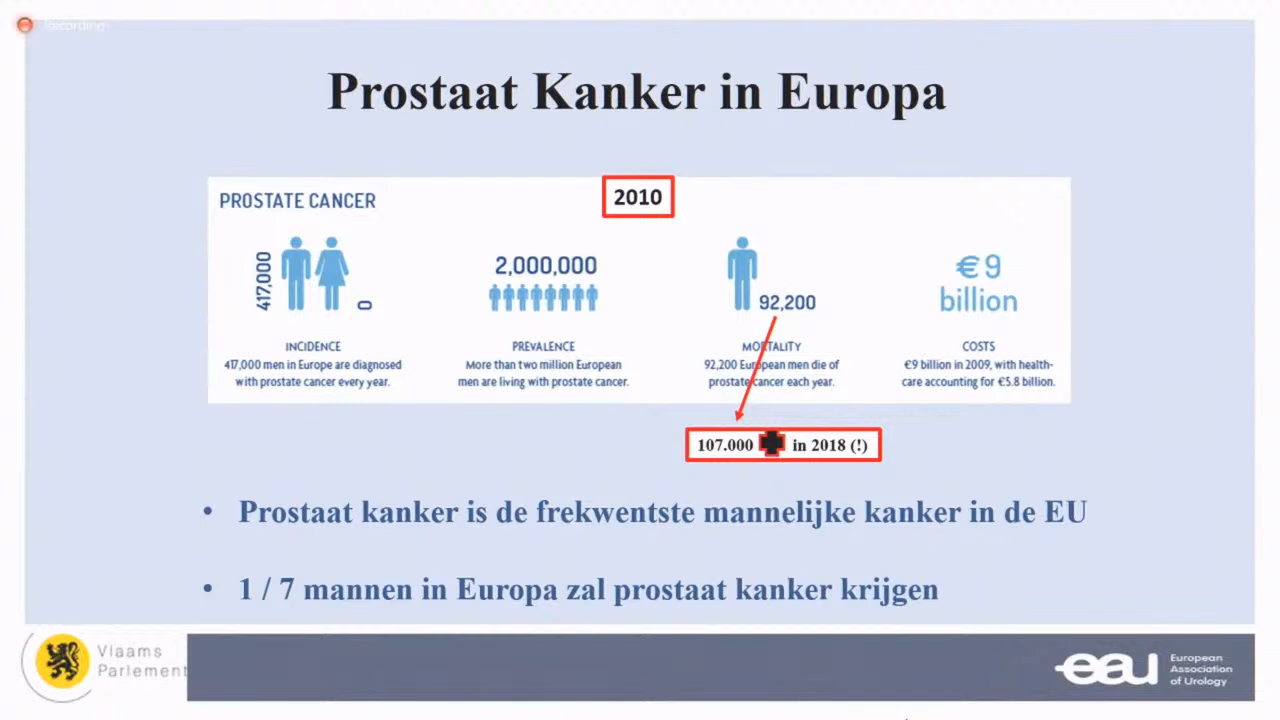 Recording
Prostaat Kanker in Europa
PROSTATE CANCER
2010
417,000
0
INCIDENCE
417,000 men in Europe are diagnosed
with prostate cancer every year.
2,000,000
PREVALENCE
More than two million European
men are living with prostate cancer.
92,200
MORTALITY
92,200 European men die of
prostate cancer each year.
€9
billion
COSTS
€9 billion in 2009, with health-
care accounting for €5.8 billion.
107.000 in 2018 (!)
• Prostaat kanker is de frekwentste mannelijke kanker in de EU
• 1 / 7 mannen in Europa zal prostaat kanker krijgen
Vlaams
Parlement
eau
European
Association
of Urology